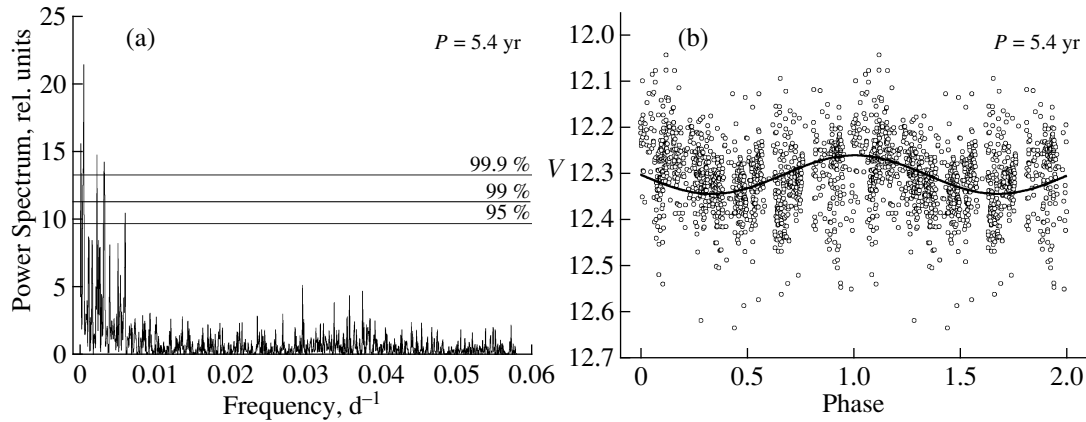 (a)
P = 5.4 yr
Power Spectrum, rel. units
25
20
15
10
5
0
99.9 %
99 %
95 %
0 0.01 0.02 0.03 0.04 0.05 0.06
Frequency, d⁻¹
(b)
P = 5.4 yr
V
12.0
12.1
12.2
12.3
12.4
12.5
12.6
12.7
0 0.5 1.0 1.5 2.0
Phase